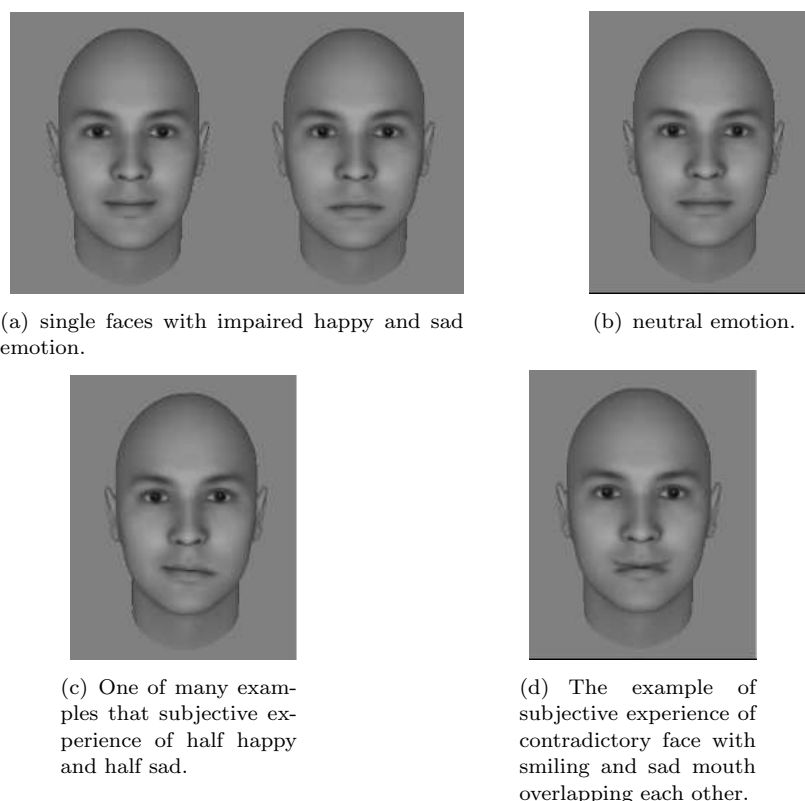 (a) single faces with impaired happy and sad
emotion.
(b) neutral emotion.
(c) One of many exam-
ples that subjective ex-
perience of half happy
and half sad.
(d) The example of
subjective experience of
contradictory face with
smiling and sad mouth
overlapping each other.